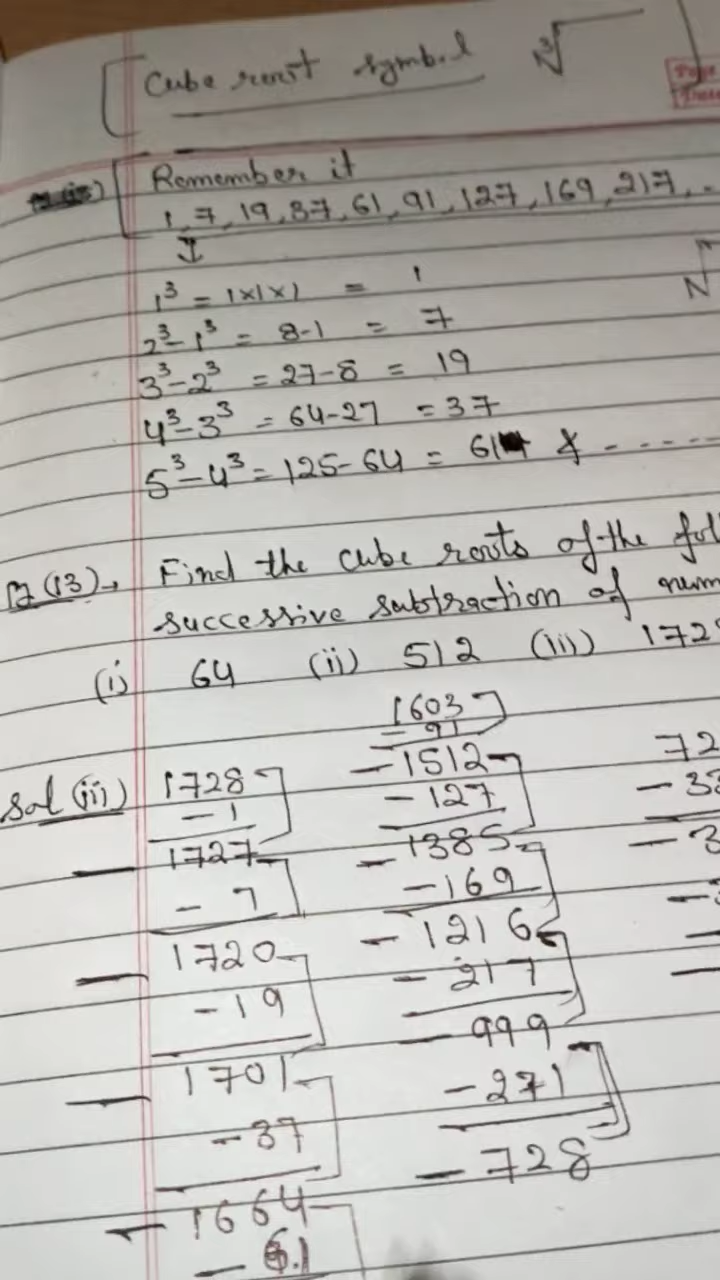 Cube root symbol ∛
Remember it
1, 7, 19, 37, 61, 91, 127, 169, 217, ..
1³ = 1×1×1 = 1
2³-1³ = 8-1 = 7
3³-2³ = 27-8 = 19
4³-3³ = 64-27 = 37
5³-4³ = 125-64 = 61 & ------
(13) Find the cube roots of the
successive subtraction of
(i) 64 (ii) 512 (iii) 172
Sol (iii)
1728
-1
1727
-7
1720
-19
1701
-37
1664
-61
1603
-91
-1512
-127
-1385
-169
-1216
-217
-999
-271
-728